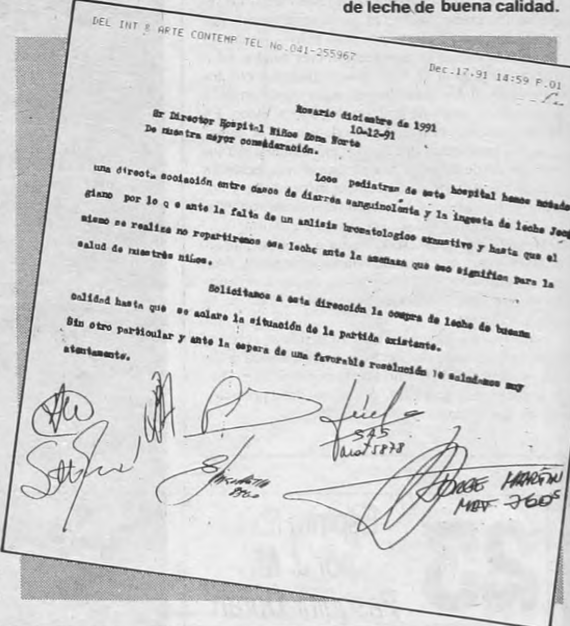 de leche de buena calidad.
DEL INT & ARTE CONTEMP TEL No.041-255967
Dec.17.91 14:59 P.01
Rosario diciembre de 1991
10-12-91
Sr Director Hospital Niños Zona Norte
De nuestra mayor consideración.
Loos pediatras de este hospital hemos notado
una directa sociación entre casos de diarrea sanguinolenta y la ingesta de leche Jeog
giano por lo q e ante la falta de un anlisis bromatologico exaustivo y hasta que el
mismo se realize no repartiremos esa leche ante la amenaza que eso significa para la
salud de nuestrès niños.
Solicitamos a esta dirección la compra de leche de buena
calidad hasta que se aclare la situación de la partida existente.
Sin otro particular y ante la espera de una favorable resolución le saludamos muy
atentamente.
JORGE MARTÍN
MAT